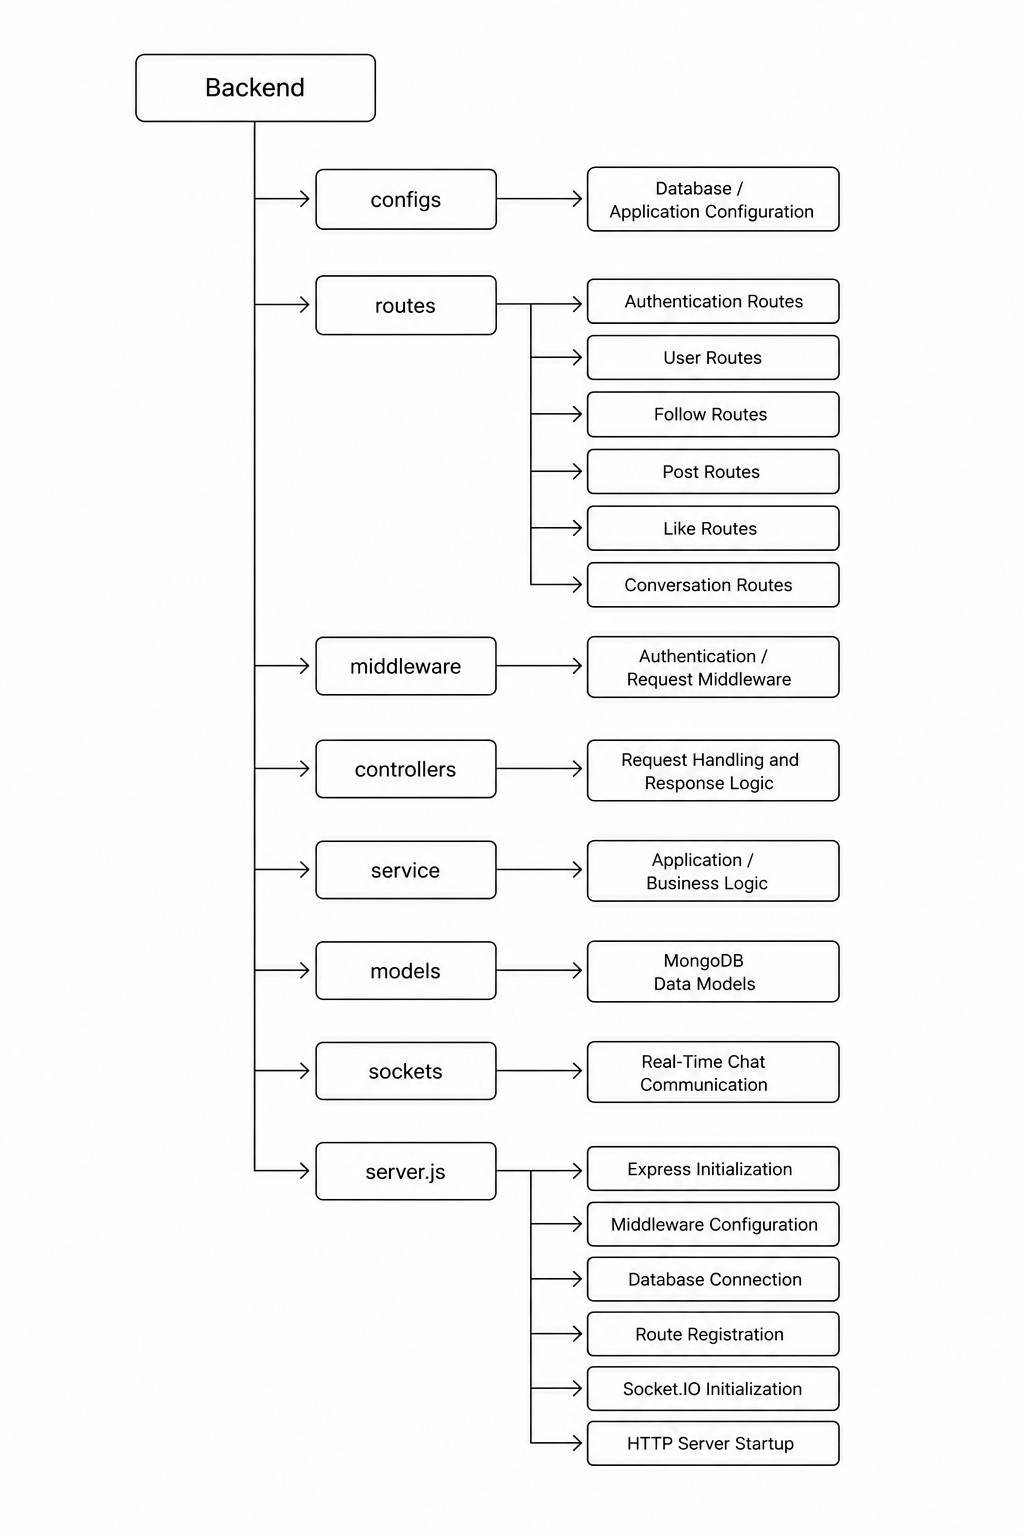 Backend
configs
Database /
Application Configuration
routes
Authentication Routes
User Routes
Follow Routes
Post Routes
Like Routes
Conversation Routes
middleware
Authentication /
Request Middleware
controllers
Request Handling and
Response Logic
service
Application /
Business Logic
models
MongoDB
Data Models
sockets
Real-Time Chat
Communication
server.js
Express Initialization
Middleware Configuration
Database Connection
Route Registration
Socket.IO Initialization
HTTP Server Startup